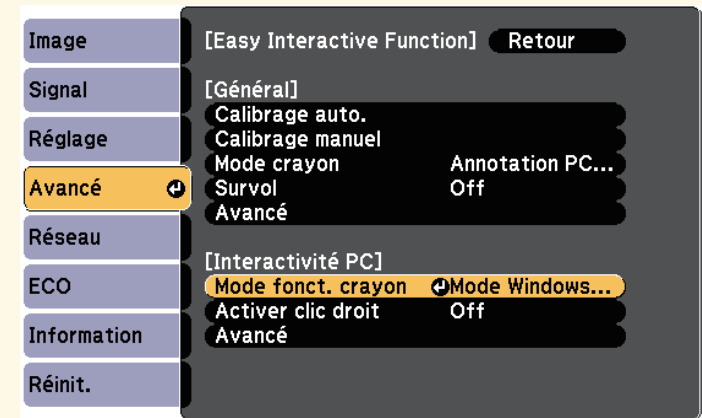 Image
Signal
Réglage
Avancé
Réseau
ECO
Information
Réinit.
[Easy Interactive Function] Retour
[Général]
Calibrage auto.
Calibrage manuel
Mode crayon Annotation PC...
Survol Off
Avancé
[Interactivité PC]
Mode fonct. crayon Mode Windows...
Activer clic droit Off
Avancé